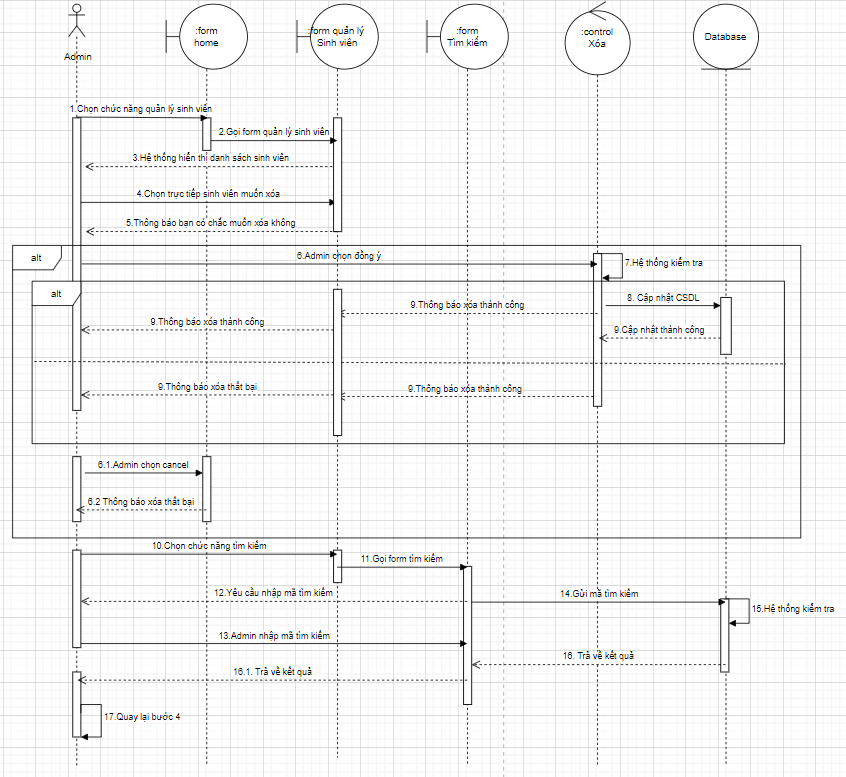 :form
home
:form quản lý
Sinh viên
:form
Tìm kiếm
:control
Xóa
Database
Admin
1.Chọn chức năng quản lý sinh viên
2.Gọi form quản lý sinh viên
3.Hệ thống hiển thị danh sách sinh viên
4.Chọn trực tiếp sinh viên muốn xóa
5.Thông báo bạn có chắc muốn xóa không
alt
6.Admin chọn đồng ý
7.Hệ thống kiểm tra
alt
8. Cập nhật CSDL
9.Thông báo xóa thành công
9.Thông báo xóa thành công
9.Cập nhật thành công
9.Thông báo xóa thất bại
9.Thông báo xóa thành công
6.1.Admin chọn cancel
6.2 Thông báo xóa thất bại
10.Chọn chức năng tìm kiếm
11.Gọi form tìm kiếm
12.Yêu cầu nhập mã tìm kiếm
14.Gửi mã tìm kiếm
15.Hệ thống kiểm tra
13.Admin nhập mã tìm kiếm
16. Trả về kết quả
16.1. Trả về kết quả
17.Quay lại bước 4